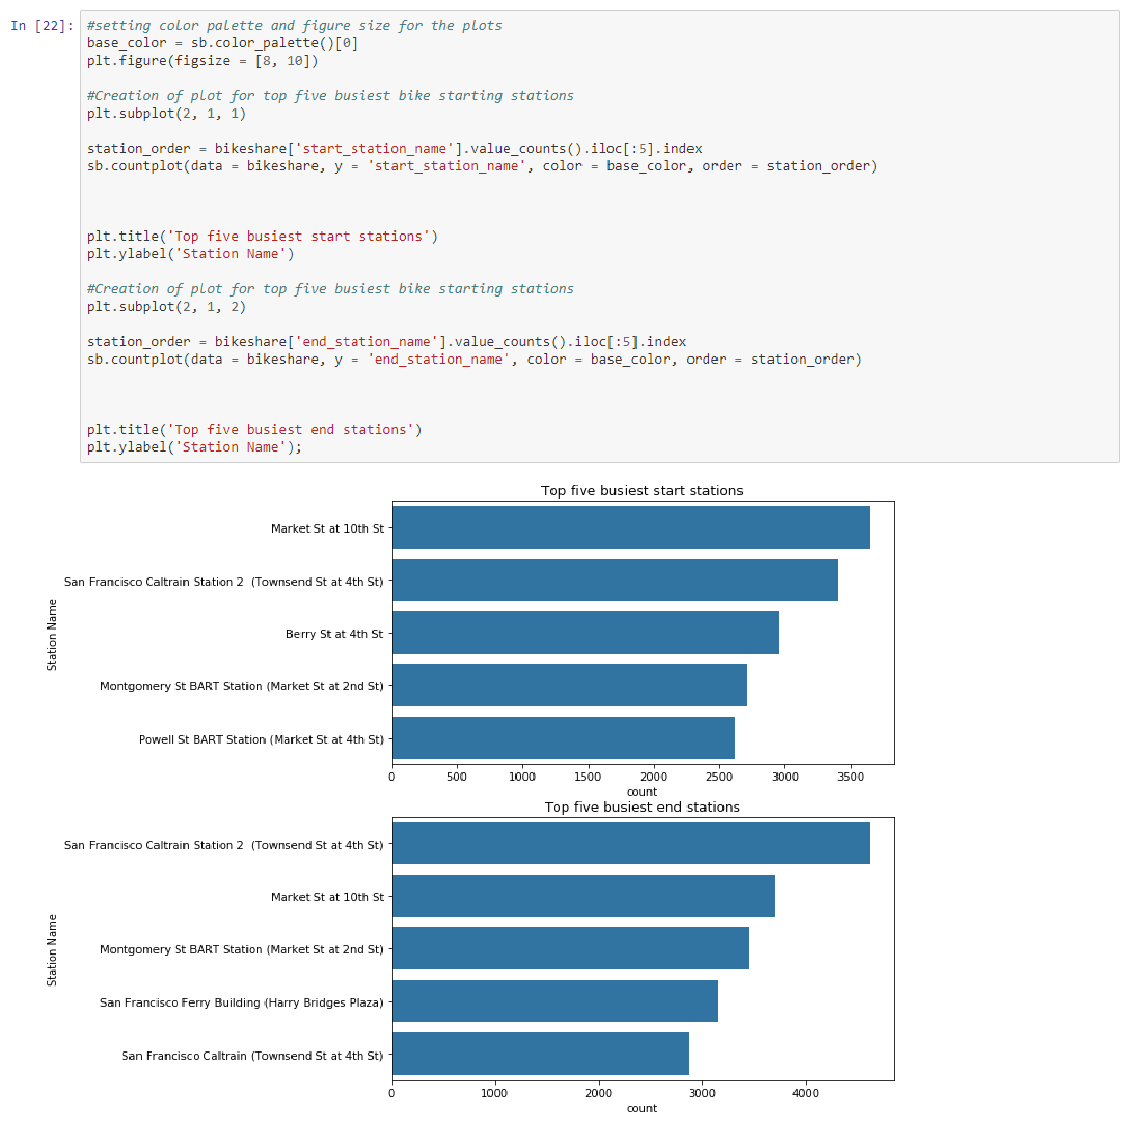 In [22]:
#setting color palette and figure size for the plots
base_color = sb.color_palette()[0]
plt.figure(figsize = [8, 10])
#Creation of plot for top five busiest bike starting stations
plt.subplot(2, 1, 1)
station_order = bikeshare['start_station_name'].value_counts().iloc[:5].index
sb.countplot(data = bikeshare, y = 'start_station_name', color = base_color, order = station_order)
plt.title('Top five busiest start stations')
plt.ylabel('Station Name')
#Creation of plot for top five busiest bike starting stations
plt.subplot(2, 1, 2)
station_order = bikeshare['end_station_name'].value_counts().iloc[:5].index
sb.countplot(data = bikeshare, y = 'end_station_name', color = base_color, order = station_order)
plt.title('Top five busiest end stations')
plt.ylabel('Station Name');
Top five busiest start stations
Station Name
Market St at 10th St
San Francisco Caltrain Station 2  (Townsend St at 4th St)
Berry St at 4th St
Montgomery St BART Station (Market St at 2nd St)
Powell St BART Station (Market St at 4th St)
0 500 1000 1500 2000 2500 3000 3500
count
Top five busiest end stations
Station Name
San Francisco Caltrain Station 2  (Townsend St at 4th St)
Market St at 10th St
Montgomery St BART Station (Market St at 2nd St)
San Francisco Ferry Building (Harry Bridges Plaza)
San Francisco Caltrain (Townsend St at 4th St)
0 1000 2000 3000 4000
count